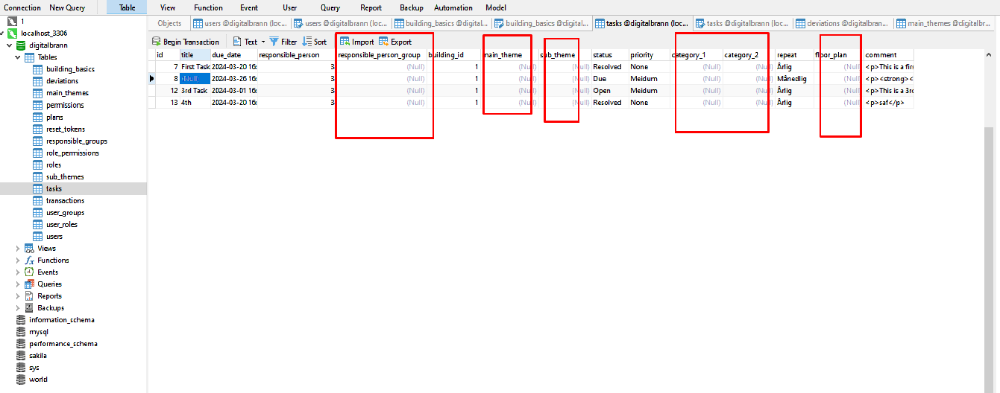 Connection New Query Table View Function Event User Query Report Backup Automation Model
1
localhost_3306
digitalbrann
Tables
building_basics
deviations
main_themes
permissions
plans
reset_tokens
responsible_groups
role_permissions
roles
sub_themes
tasks
transactions
user_groups
user_roles
users
Views
Functions
Events
Queries
Reports
Backups
information_schema
mysql
performance_schema
sakila
sys
world
Objects users @digitalbrann (loc... users @digitalbrann (loc... building_basics @digital... building_basics @digital... tasks @digitalbrann (loc... tasks @digitalbrann (loc... deviations @digitalbrann... main_themes @digitalbr...
Begin Transaction Text Filter Sort Import Export
id title due_date responsible_person responsible_person_group building_id main_theme sub_theme status priority category_1 category_2 repeat floor_plan comment
7 First Task 2024-03-20 16: 3 (Null) 1 (Null) (Null) Resolved None (Null) (Null) Årlig (Null) <p>This is a firs
8 (Null) 2024-03-26 16: 3 (Null) 1 (Null) (Null) Due Meidum (Null) (Null) Månedlig (Null) <p><strong><
12 3rd Task 2024-03-01 16: 3 (Null) 1 (Null) (Null) Open Meidum (Null) (Null) Årlig (Null) <p>This is a 3rd
13 4th 2024-03-20 16: 3 (Null) 1 (Null) (Null) Resolved None (Null) (Null) Årlig (Null) <p>saf</p>